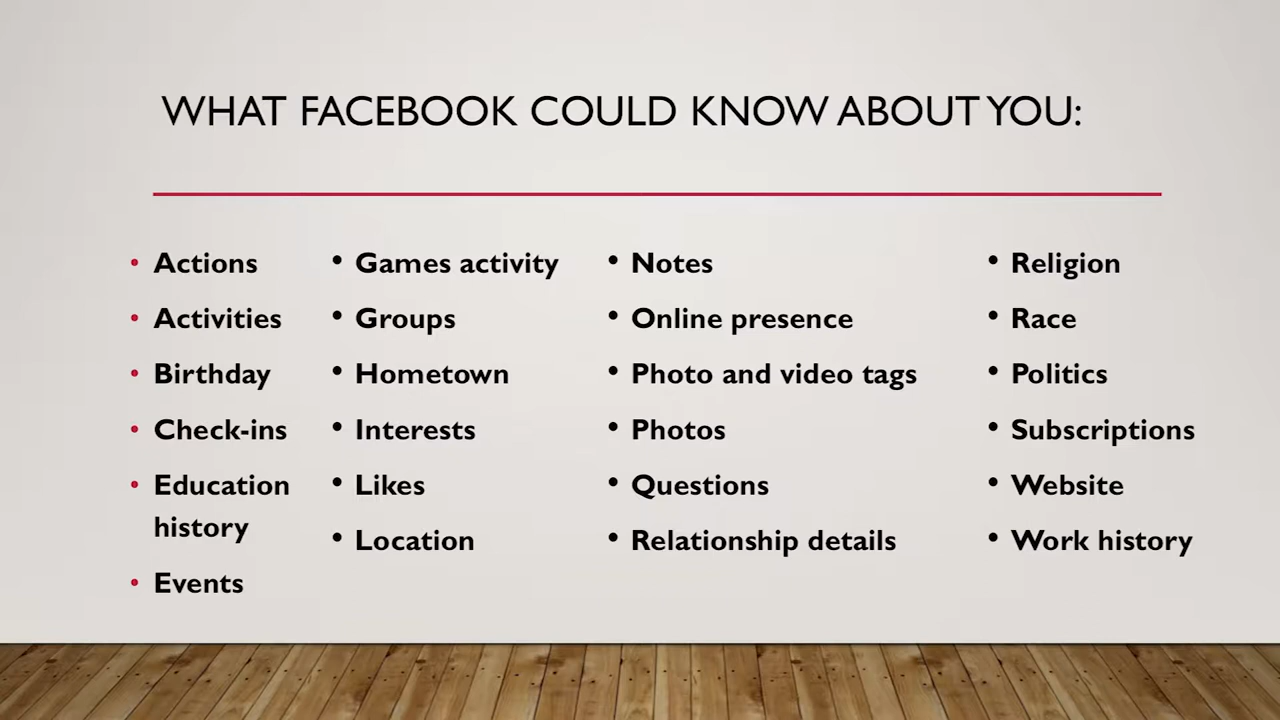 WHAT FACEBOOK COULD KNOW ABOUT YOU:
• Actions
• Activities
• Birthday
• Check-ins
• Education
history
• Events
• Games activity
• Groups
• Hometown
• Interests
• Likes
• Location
• Notes
• Online presence
• Photo and video tags
• Photos
• Questions
• Relationship details
• Religion
• Race
• Politics
• Subscriptions
• Website
• Work history